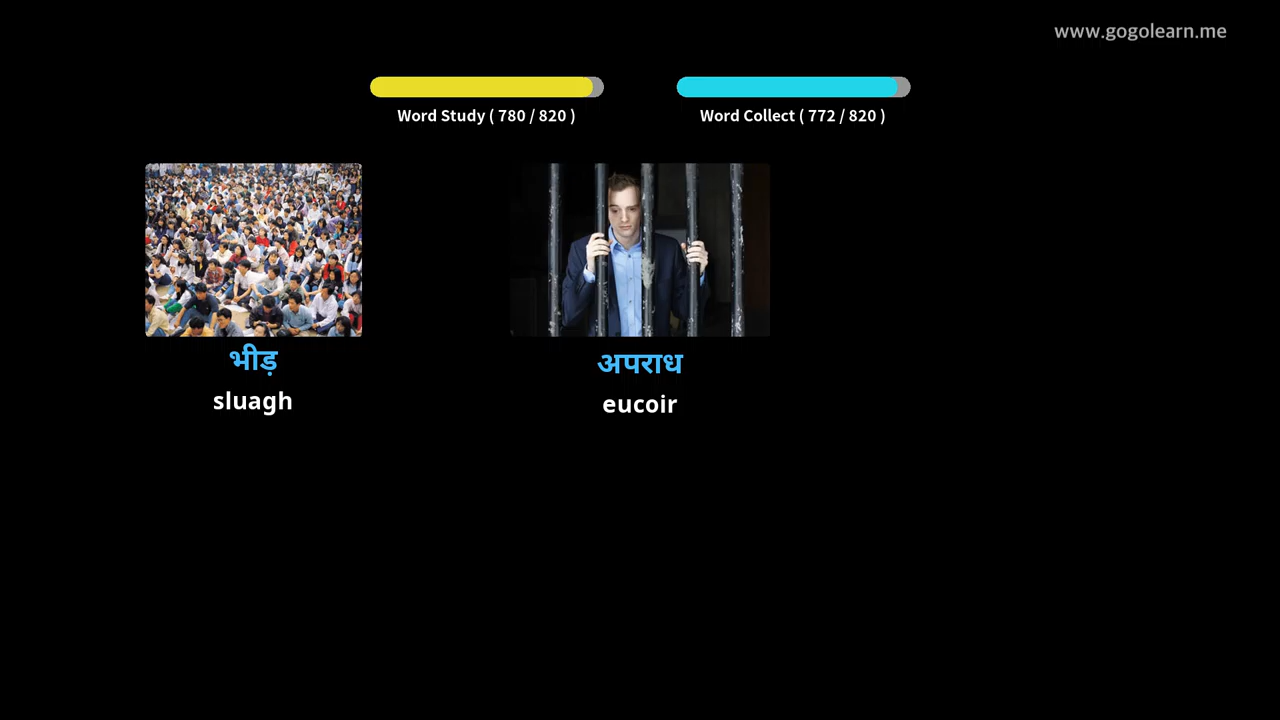 www.gogolearn.me
Word Study ( 780 / 820 )
Word Collect ( 772 / 820 )
भीड़
sluagh
अपराध
eucoir